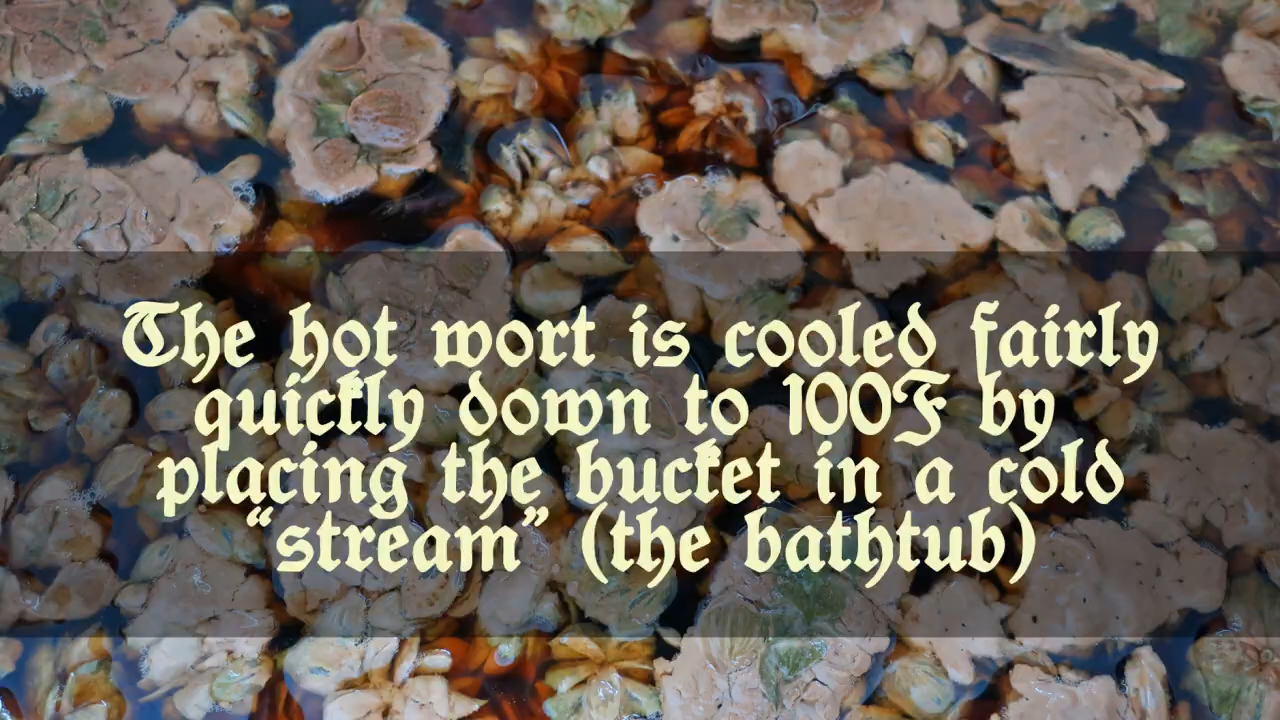 The hot wort is cooled fairly
quickly down to 100F by
placing the bucket in a cold
“stream” (the bathtub)